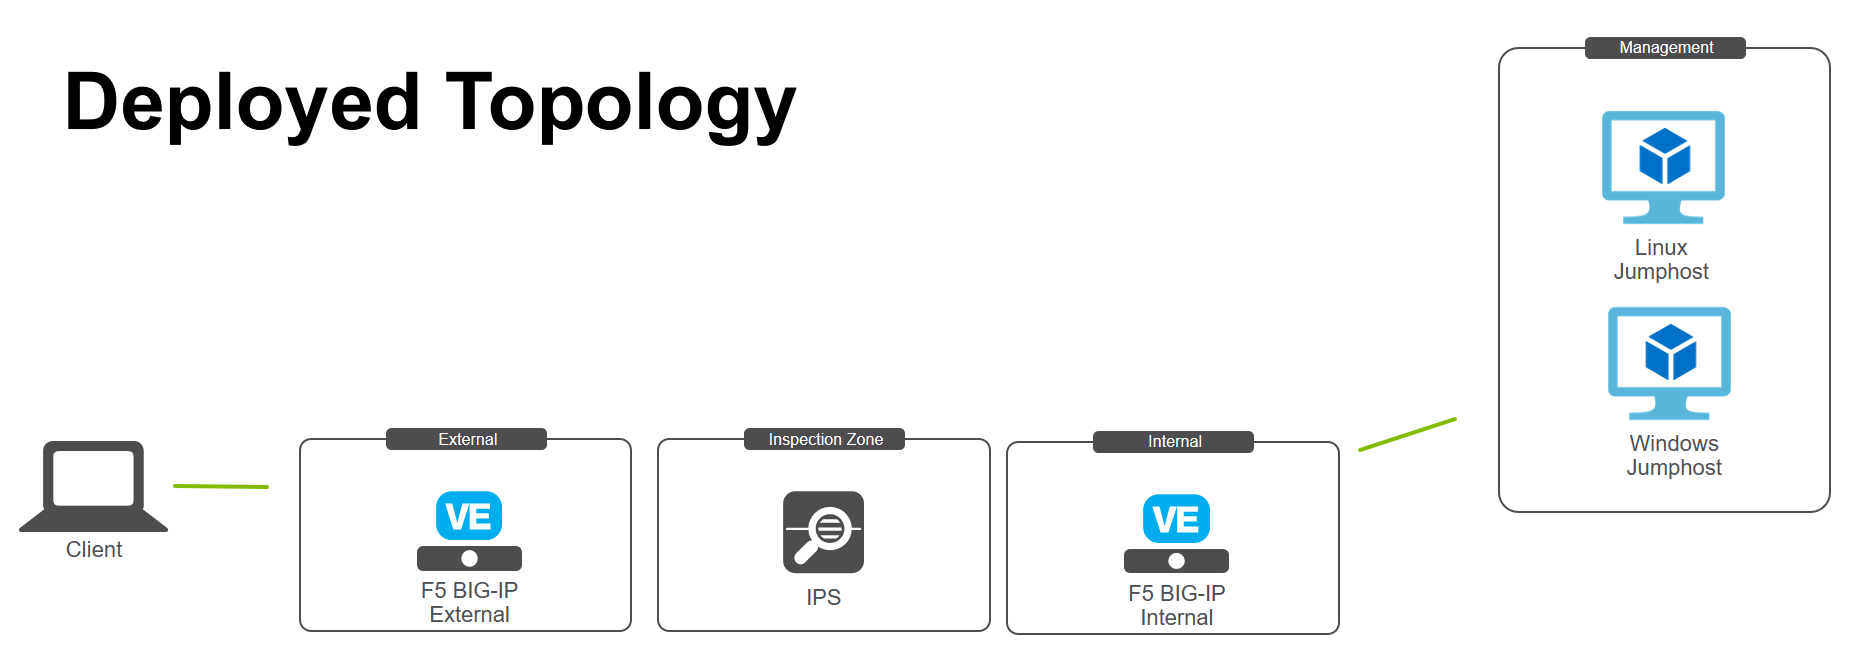 Deployed Topology
Management
Linux
Jumphost
Windows
Jumphost
External
Inspection Zone
Internal
VE
VE
Client
F5 BIG-IP
External
IPS
F5 BIG-IP
Internal